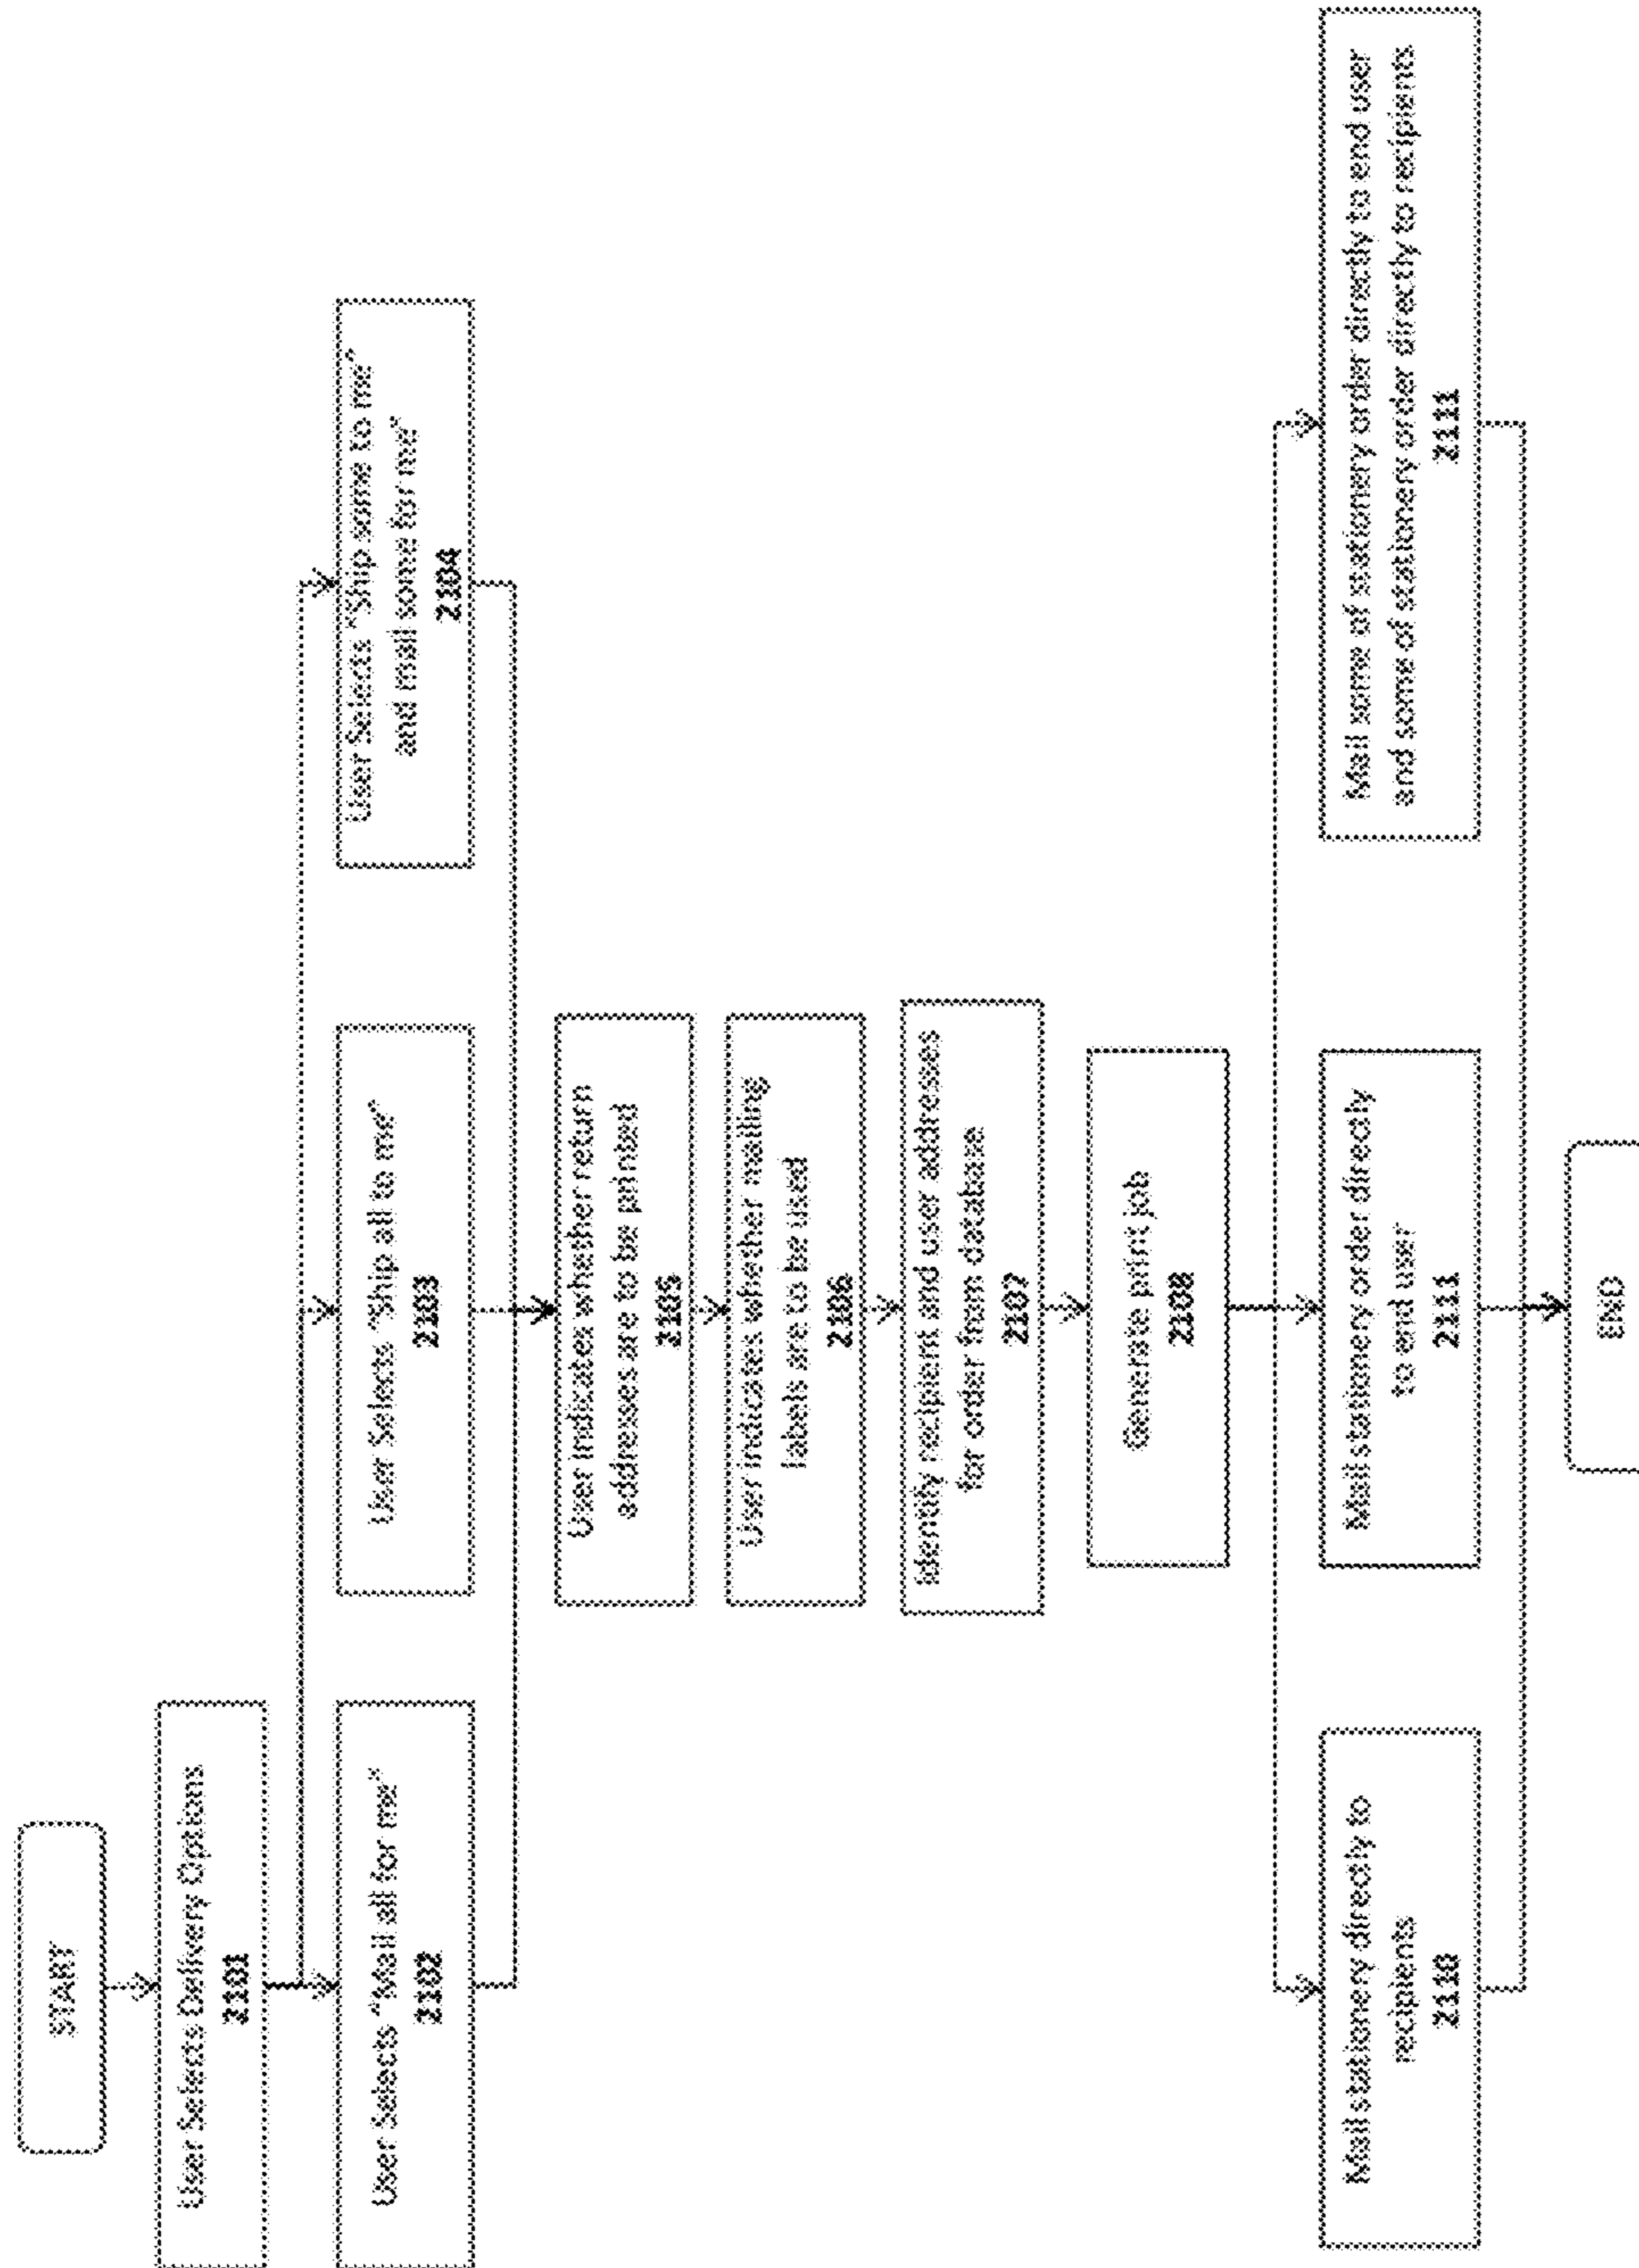 START
User Selects Delivery Options
2101
User Selects "Mail all for me"
2102
User Selects "Ship all to me"
2103
User Selects "Ship some to me"
and mail some for me"
2104
User indicates whether return
addresses are to be printed
2105
User indicates whether mailing
labels are to be used
2106
Identify recipient and user addresses
for order from database
2107
Generate print job
2108
Mail stationery directly to
recipients
2110
Mail stationery order directly
to end user
2111
Mail some of stationery order directly to end user
and some of stationery order directly to recipients
2111
END